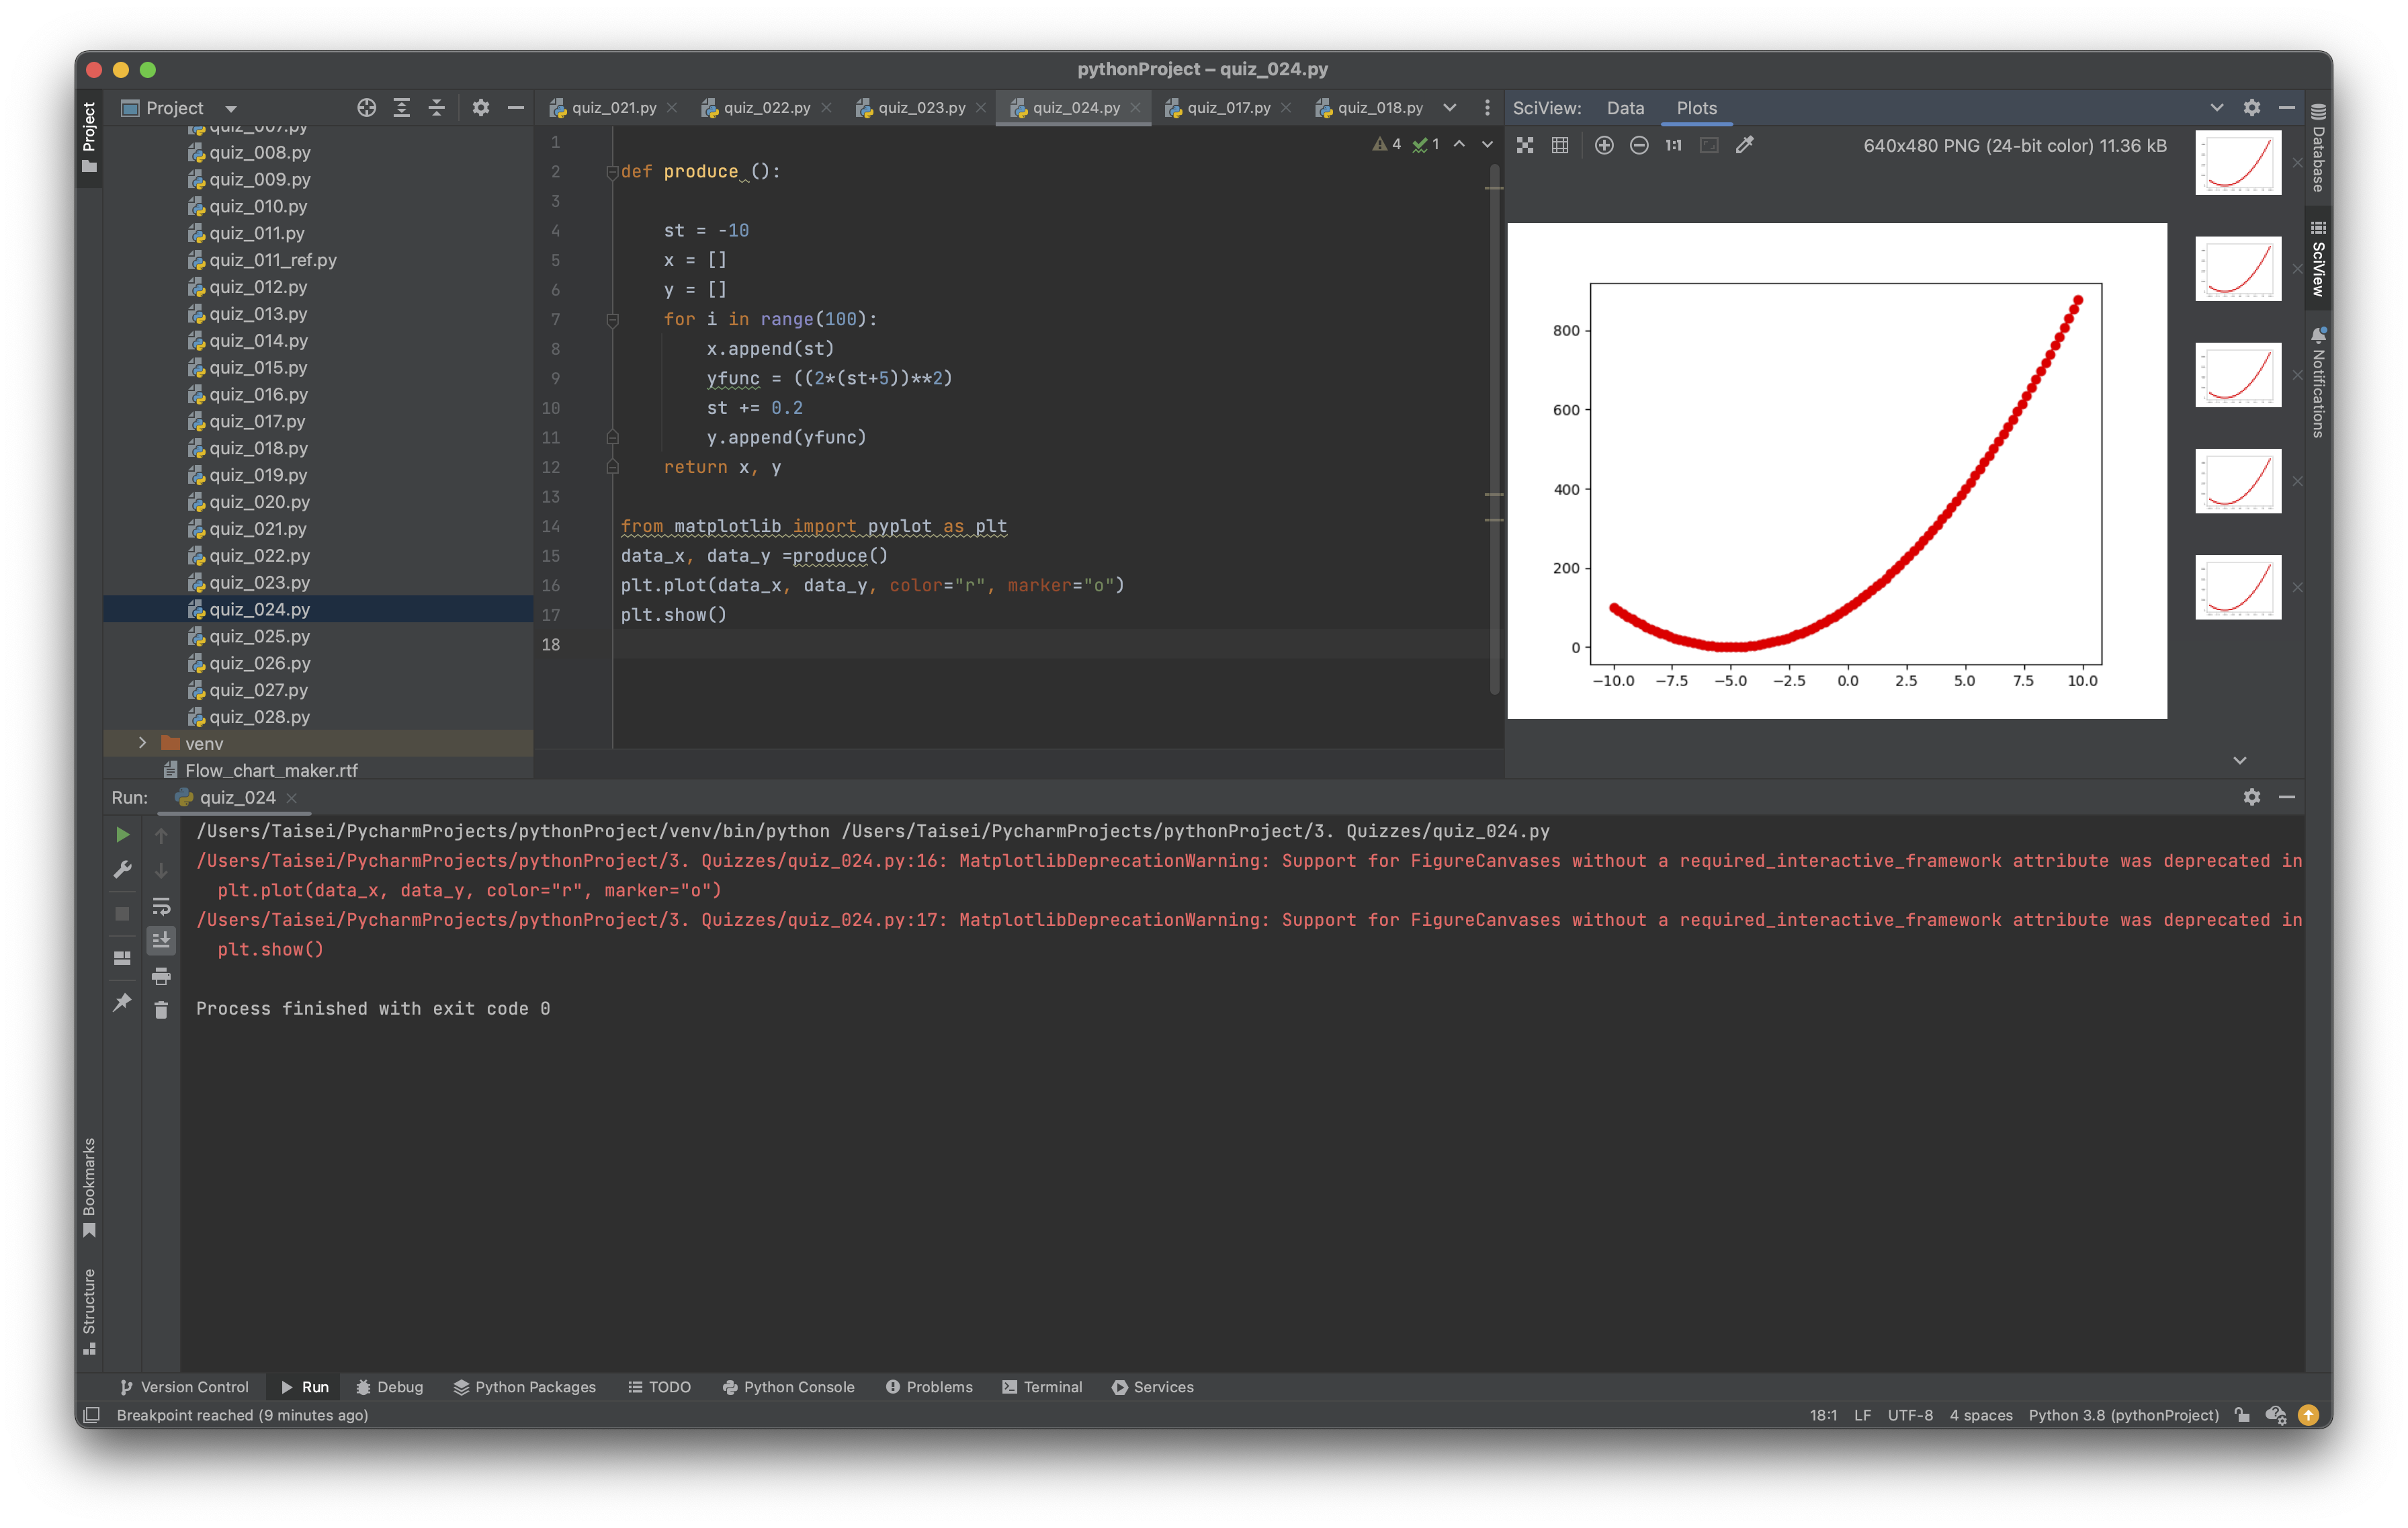 pythonProject – quiz_024.py
Project
Project
quiz_021.py
quiz_022.py
quiz_023.py
quiz_024.py
quiz_017.py
quiz_018.py
SciView:
Data
Plots
quiz_007.py
quiz_008.py
quiz_009.py
quiz_010.py
quiz_011.py
quiz_011_ref.py
quiz_012.py
quiz_013.py
quiz_014.py
quiz_015.py
quiz_016.py
quiz_017.py
quiz_018.py
quiz_019.py
quiz_020.py
quiz_021.py
quiz_022.py
quiz_023.py
quiz_024.py
quiz_025.py
quiz_026.py
quiz_027.py
quiz_028.py
venv
Flow_chart_maker.rtf
4 1
1
2 def produce ():
3
4 st = -10
5 x = []
6 y = []
7 for i in range(100):
8 x.append(st)
9 yfunc = ((2*(st+5))**2)
10 st += 0.2
11 y.append(yfunc)
12 return x, y
13
14 from matplotlib import pyplot as plt
15 data_x, data_y =produce()
16 plt.plot(data_x, data_y, color="r", marker="o")
17 plt.show()
18
1:1
640x480 PNG (24-bit color) 11.36 kB
800
600
400
200
0
−10.0 −7.5 −5.0 −2.5 0.0 2.5 5.0 7.5 10.0
Database
SciView
Notifications
Run:
quiz_024
/Users/Taisei/PycharmProjects/pythonProject/venv/bin/python /Users/Taisei/PycharmProjects/pythonProject/3. Quizzes/quiz_024.py
/Users/Taisei/PycharmProjects/pythonProject/3. Quizzes/quiz_024.py:16: MatplotlibDeprecationWarning: Support for FigureCanvases without a required_interactive_framework attribute was deprecated in
plt.plot(data_x, data_y, color="r", marker="o")
/Users/Taisei/PycharmProjects/pythonProject/3. Quizzes/quiz_024.py:17: MatplotlibDeprecationWarning: Support for FigureCanvases without a required_interactive_framework attribute was deprecated in
plt.show()
Process finished with exit code 0
Bookmarks
Structure
Version Control
Run
Debug
Python Packages
TODO
Python Console
Problems
Terminal
Services
Breakpoint reached (9 minutes ago)
18:1
LF
UTF-8
4 spaces
Python 3.8 (pythonProject)